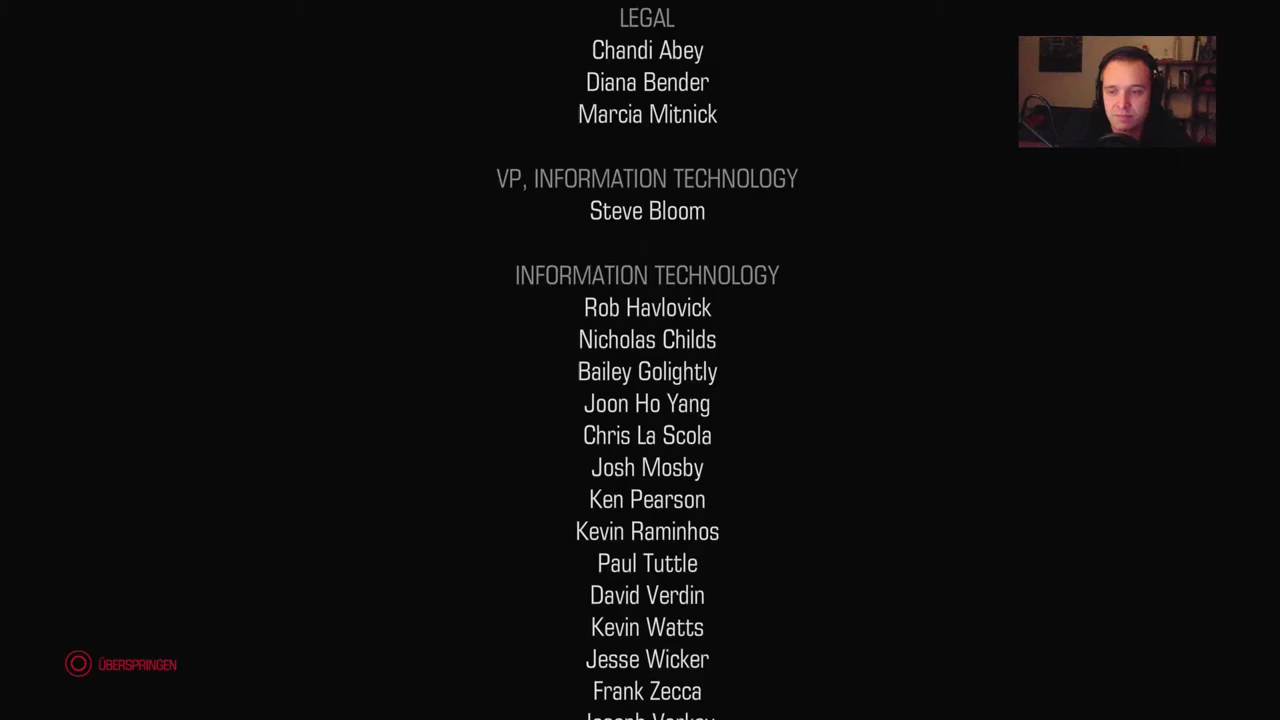 LEGAL
Chandi Abey
Diana Bender
Marcia Mitnick
VP, INFORMATION TECHNOLOGY
Steve Bloom
INFORMATION TECHNOLOGY
Rob Havlovick
Nicholas Childs
Bailey Golightly
Joon Ho Yang
Chris La Scola
Josh Mosby
Ken Pearson
Kevin Raminhos
Paul Tuttle
David Verdin
Kevin Watts
Jesse Wicker
Frank Zecca
ÜBERSPRINGEN